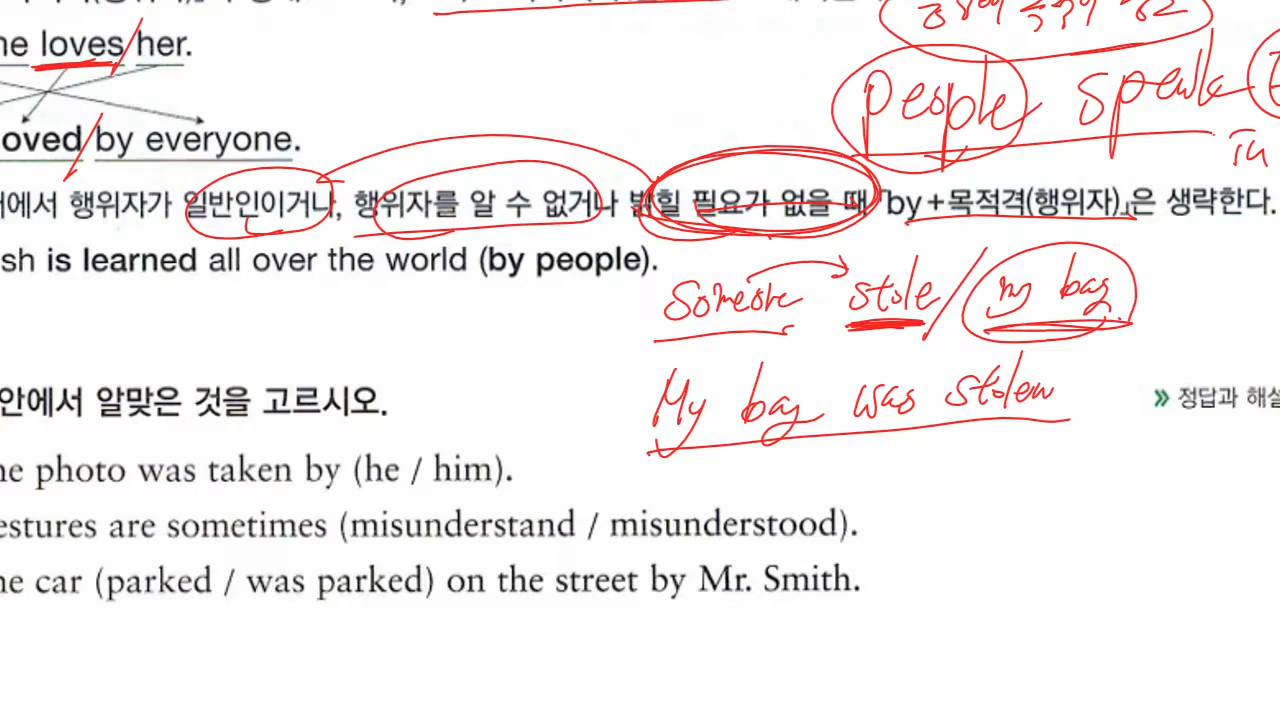 ne loves her.
People speak
oved by everyone.
에서 행위자가 일반인이거나, 행위자를 알 수 없거나 밝힐 필요가 없을 때 「by+목적격(행위자)」은 생략한다.
sh is learned all over the world (by people).
Someone stole / my bag
My bag was stolen
안에서 알맞은 것을 고르시오.
» 정답과 해설
ne photo was taken by (he / him).
estures are sometimes (misunderstand / misunderstood).
ne car (parked / was parked) on the street by Mr. Smith.